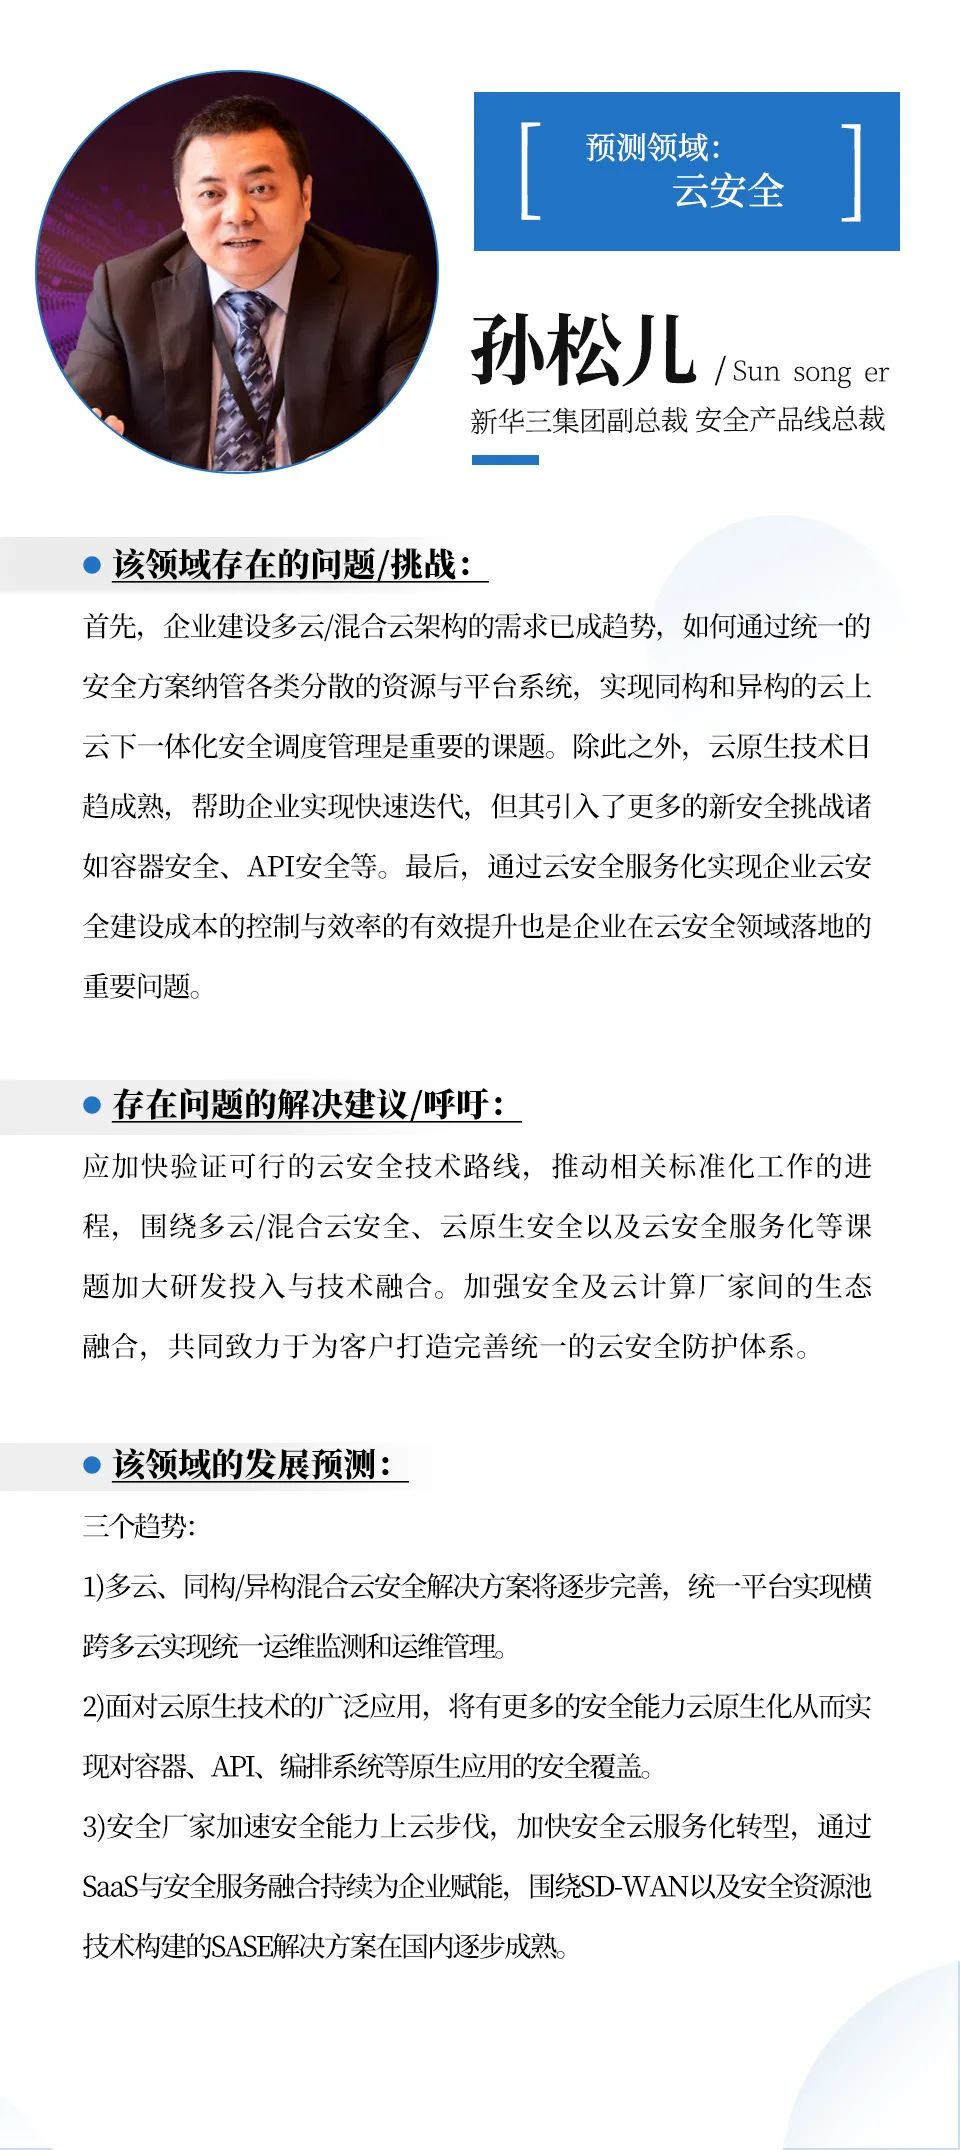 预测领域：
云安全
孙松儿 / Sun song er
新华三集团副总裁 安全产品线总裁
该领域存在的问题/挑战：
首先，企业建设多云/混合云架构的需求已成趋势，如何通过统一的
安全方案纳管各类分散的资源与平台系统，实现同构和异构的云上
云下一体化安全调度管理是重要的课题。除此之外，云原生技术日
趋成熟，帮助企业实现快速迭代，但其引入了更多的新安全挑战诸
如容器安全、API安全等。最后，通过云安全服务化实现企业云安
全建设成本的控制与效率的有效提升也是企业在云安全领域落地的
重要问题。
存在问题的解决建议/呼吁：
应加快验证可行的云安全技术路线，推动相关标准化工作的进
程，围绕多云/混合云安全、云原生安全以及云安全服务化等课
题加大研发投入与技术融合。加强安全及云计算厂家间的生态
融合，共同致力于为客户打造完善统一的云安全防护体系。
该领域的发展预测：
三个趋势：
1)多云、同构/异构混合云安全解决方案将逐步完善，统一平台实现横
跨多云实现统一运维监测和运维管理。
2)面对云原生技术的广泛应用，将有更多的安全能力云原生化从而实
现对容器、API、编排系统等原生应用的安全覆盖。
3)安全厂家加速安全能力上云步伐，加快安全云服务化转型，通过
SaaS与安全服务融合持续为企业赋能，围绕SD-WAN以及安全资源池
技术构建的SASE解决方案在国内逐步成熟。